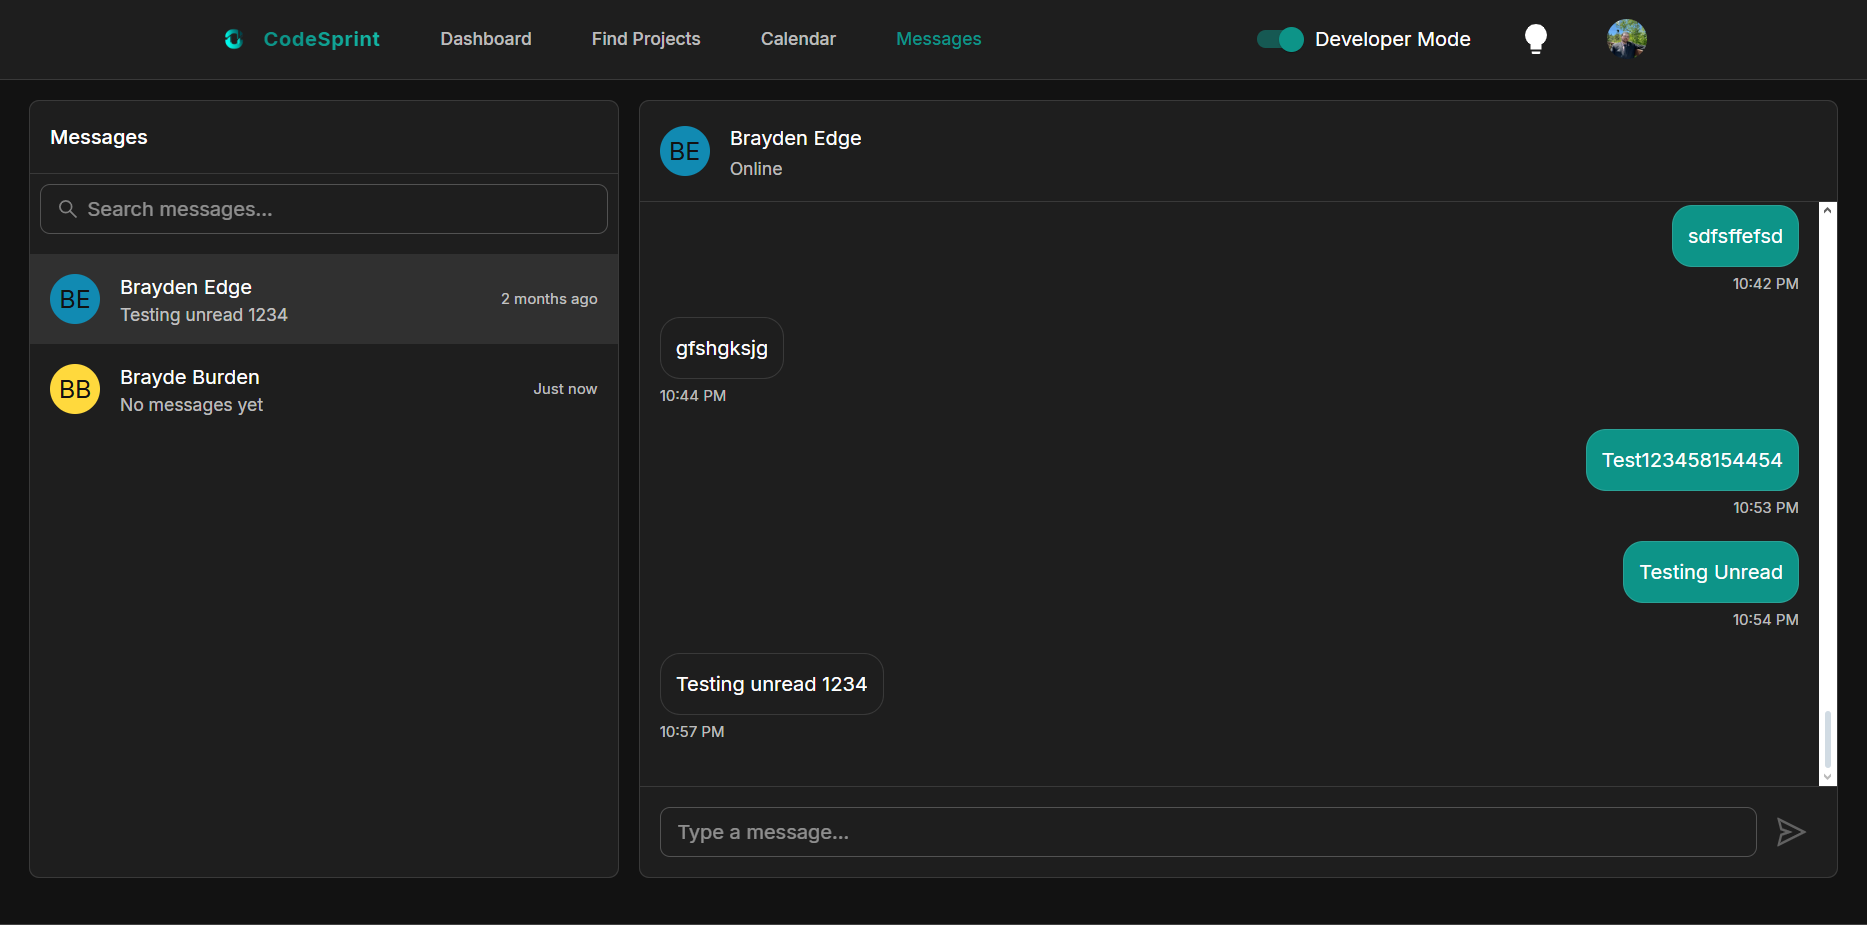 CodeSprint
Dashboard
Find Projects
Calendar
Messages
Developer Mode
Messages
Search messages...
BE
Brayden Edge
Testing unread 1234
2 months ago
BB
Brayde Burden
No messages yet
Just now
BE
Brayden Edge
Online
sdfsffefsd
10:42 PM
gfshgksjg
10:44 PM
Test123458154454
10:53 PM
Testing Unread
10:54 PM
Testing unread 1234
10:57 PM
Type a message...